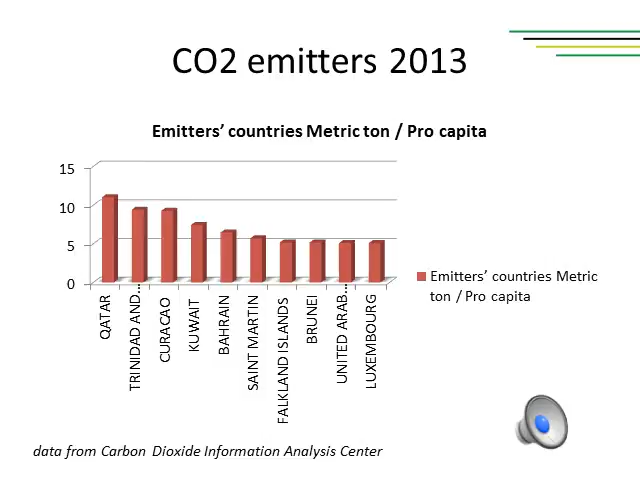 CO2 emitters 2013
Emitters’ countries Metric ton / Pro capita
15
10
5
0
QATAR
TRINIDAD AND…
CURACAO
KUWAIT
BAHRAIN
SAINT MARTIN
FALKLAND ISLANDS
BRUNEI
UNITED ARAB…
LUXEMBOURG
Emitters’ countries Metric
ton / Pro capita
data from Carbon Dioxide Information Analysis Center